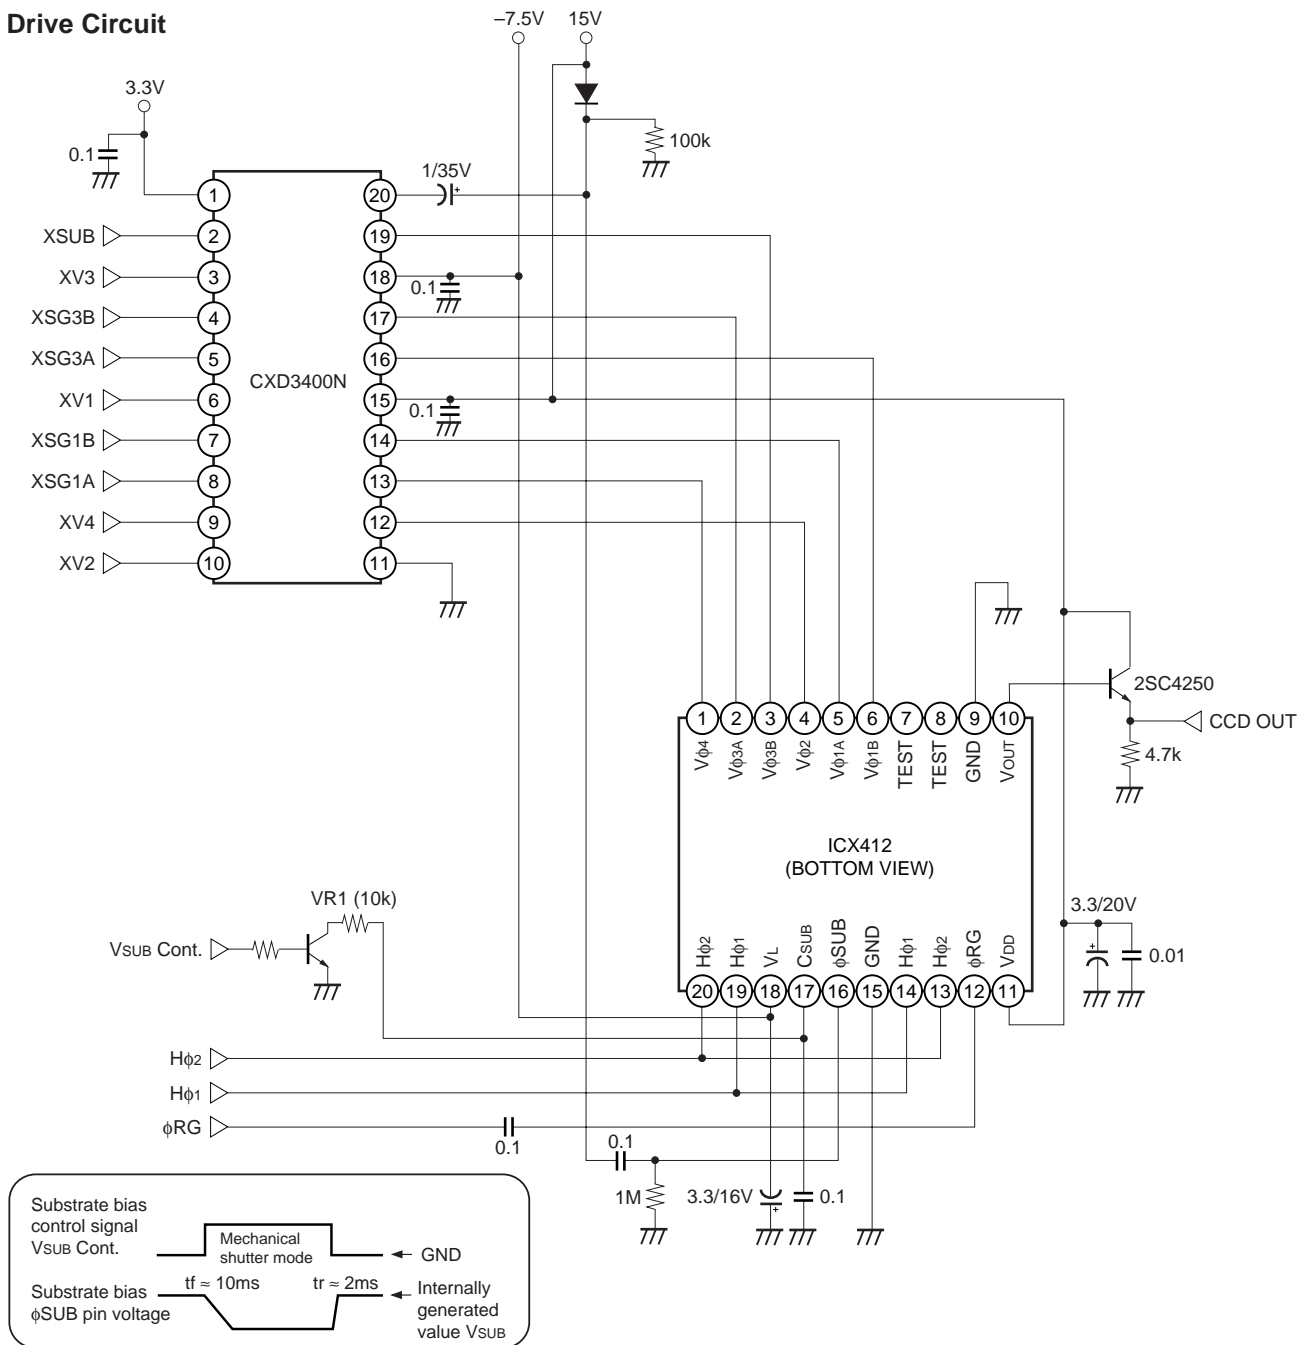 Drive Circuit
–7.5V 15V
3.3V
0.1
100k
1/35V
1 20
XSUB 2 19
XV3 3 18
0.1
XSG3B 4 17
XSG3A 5 16
CXD3400N
XV1 6 15
0.1
XSG1B 7 14
XSG1A 8 13
XV4 9 12
XV2 10 11
2SC4250
1 2 3 4 5 6 7 8 9 10
CCD OUT
Vϕ4 Vϕ3A Vϕ3B Vϕ2 Vϕ1A Vϕ1B TEST TEST GND VOUT
4.7k
ICX412
(BOTTOM VIEW)
VR1 (10k)
3.3/20V
VSUB Cont.
0.01
Hϕ2 Hϕ1 VL CSUB ϕSUB GND Hϕ1 Hϕ2 ϕRG VDD
20 19 18 17 16 15 14 13 12 11
Hϕ2
Hϕ1
ϕRG
0.1
0.1
1M
3.3/16V
0.1
Substrate bias
control signal
VSUB Cont.
Mechanical
shutter mode
GND
tf ≈ 10ms tr ≈ 2ms
Substrate bias
ϕSUB pin voltage
Internally
generated
value VSUB